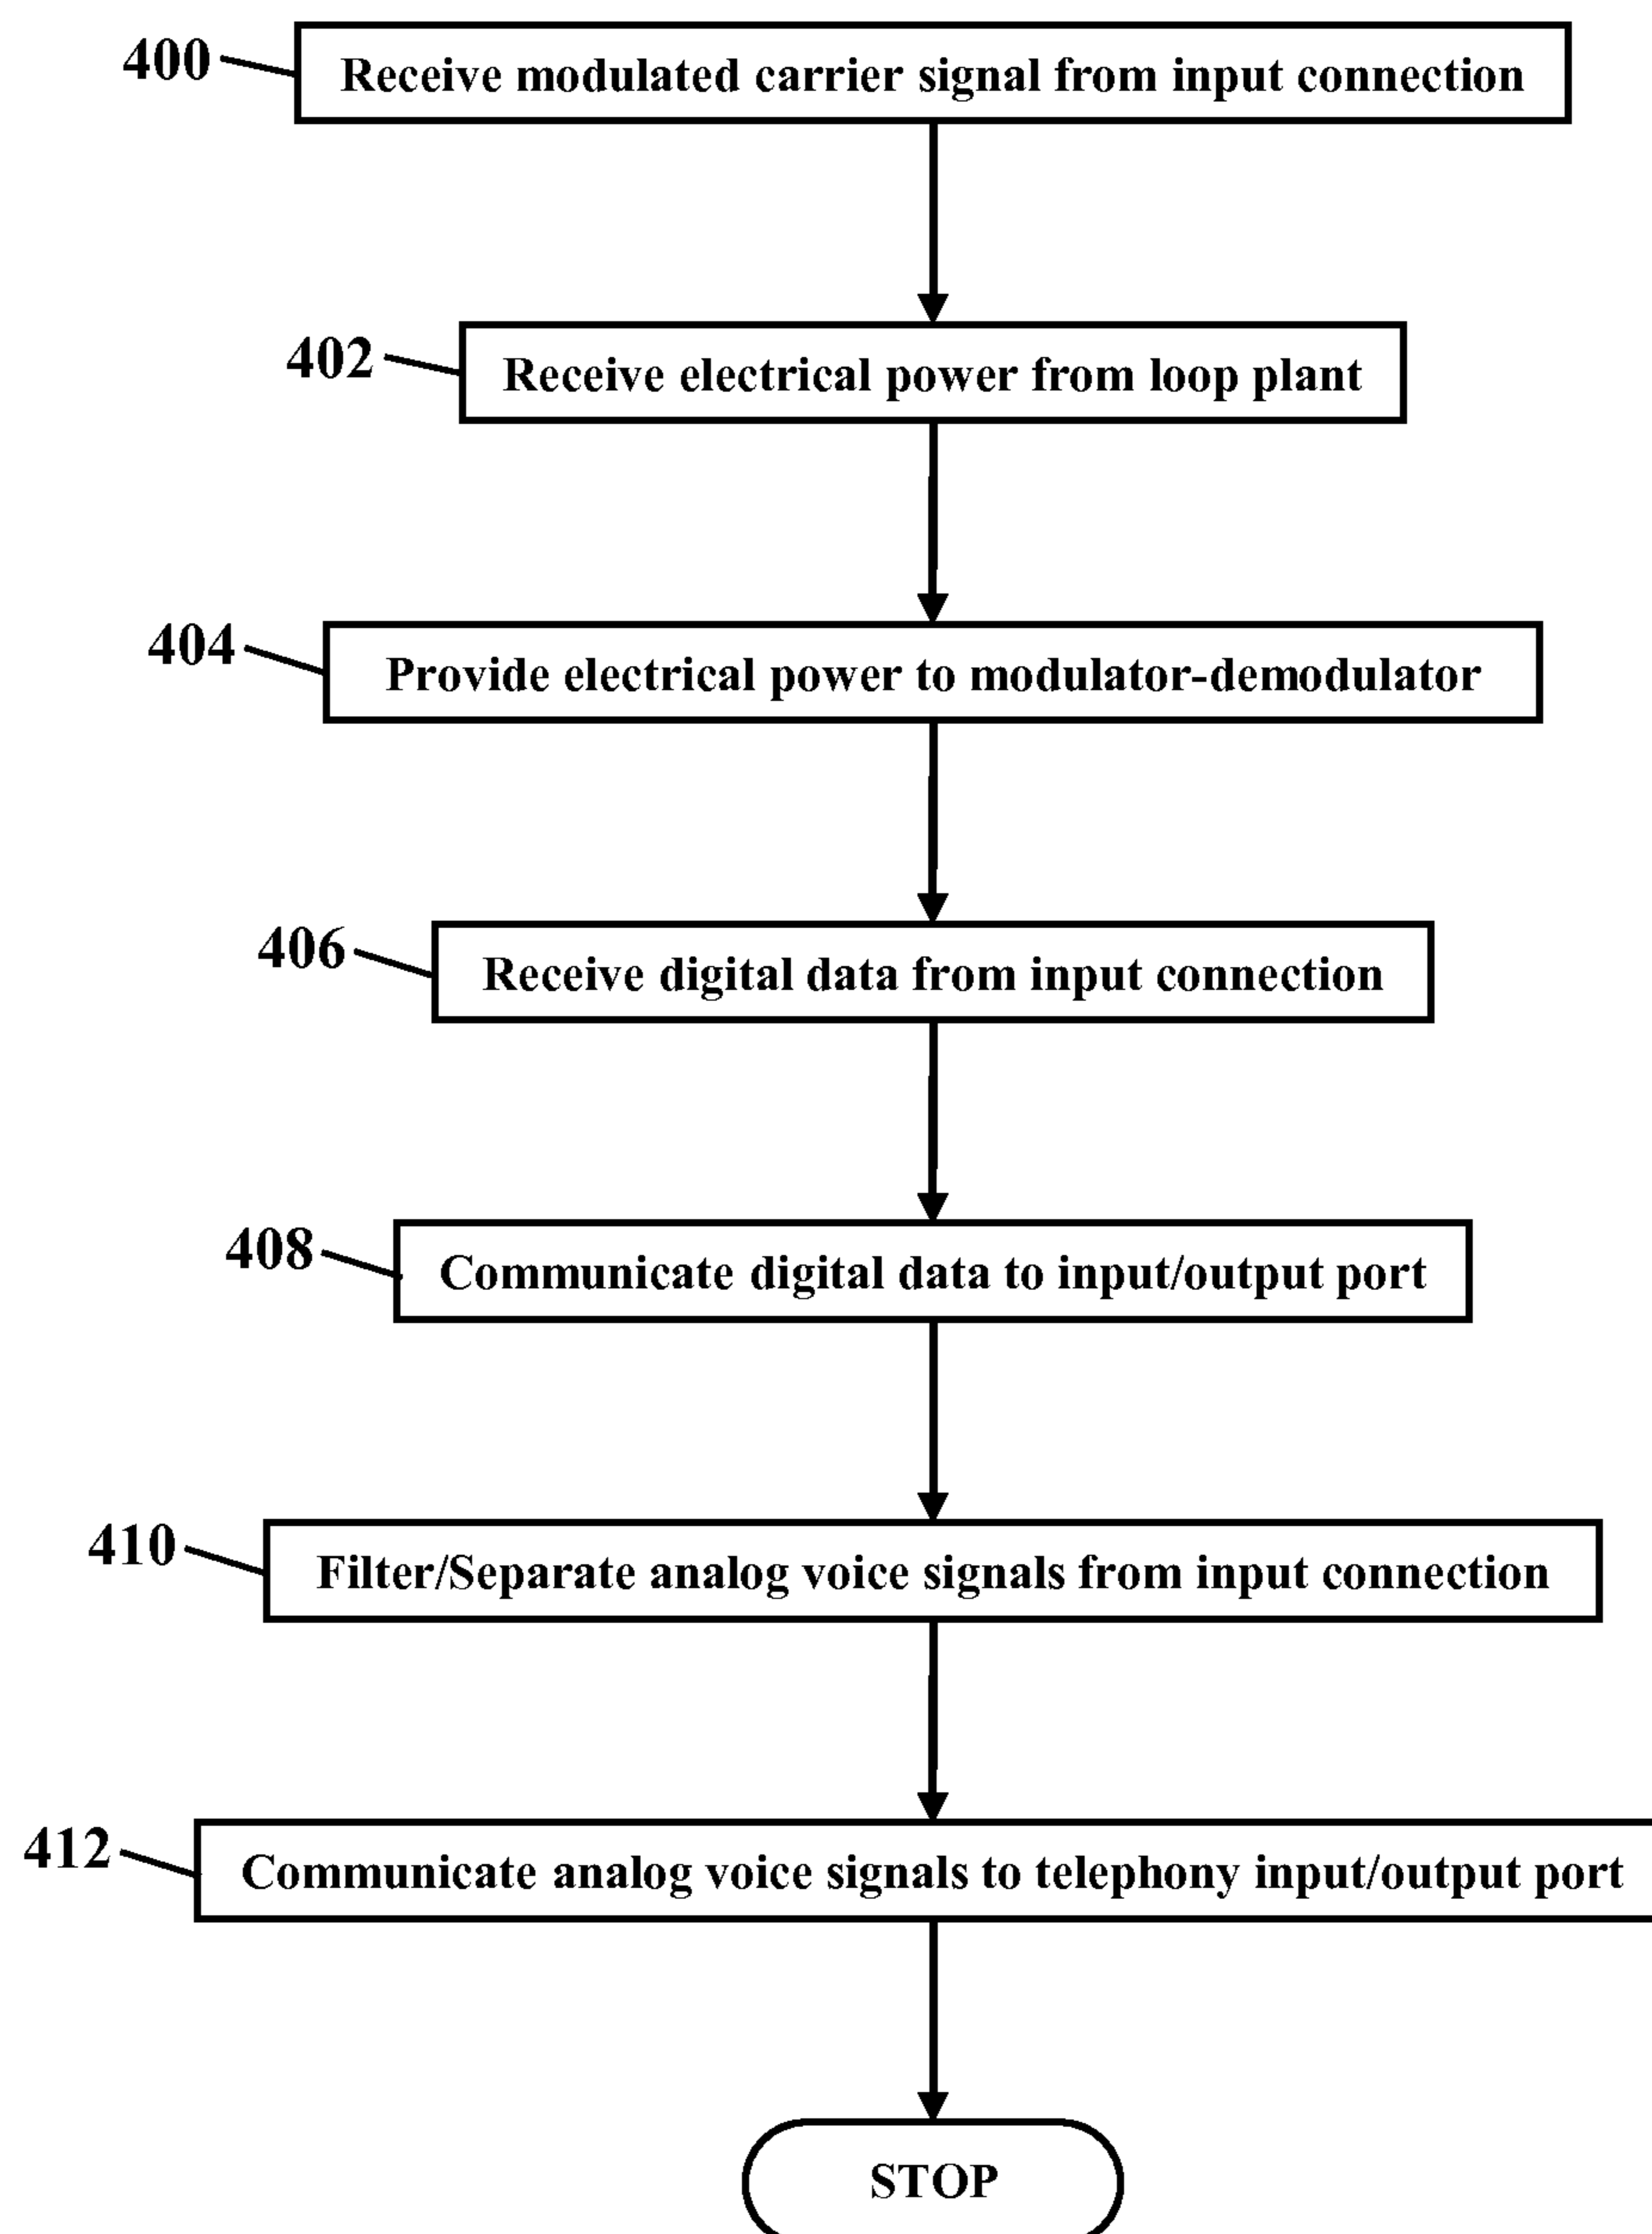 400
Receive modulated carrier signal from input connection
402
Receive electrical power from loop plant
404
Provide electrical power to modulator-demodulator
406
Receive digital data from input connection
408
Communicate digital data to input/output port
410
Filter/Separate analog voice signals from input connection
412
Communicate analog voice signals to telephony input/output port
STOP